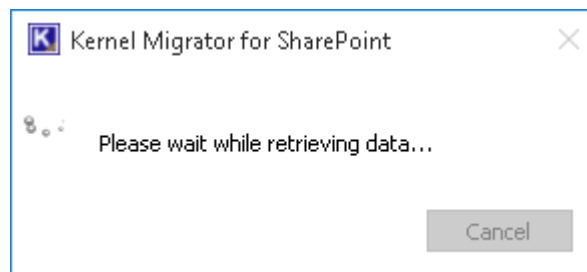 K Kernel Migrator for SharePoint
Please wait while retrieving data...
Cancel